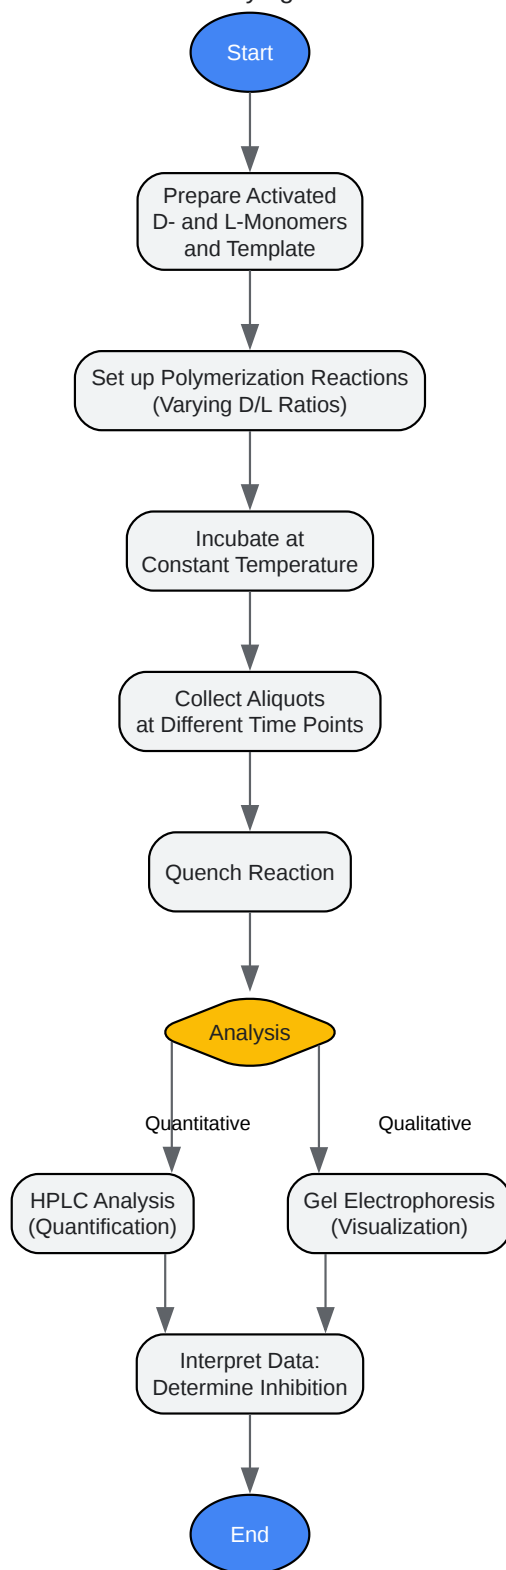 Start
Prepare Activated
D- and L-Monomers
and Template
Set up Polymerization Reactions
(Varying D/L Ratios)
Incubate at
Constant Temperature
Collect Aliquots
at Different Time Points
Quench Reaction
Analysis
Quantitative
Qualitative
HPLC Analysis
(Quantification)
Gel Electrophoresis
(Visualization)
Interpret Data:
Determine Inhibition
End